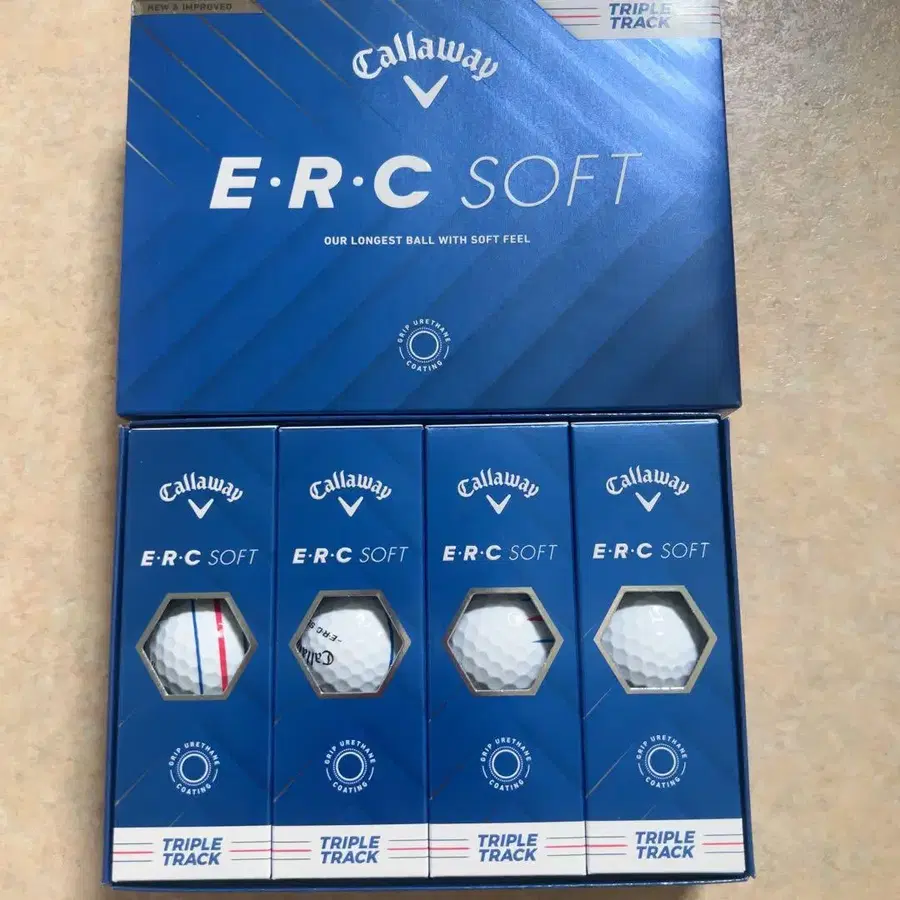 NEW & IMPROVED
TRIPLE
TRACK
Callaway
E·R·C SOFT
OUR LONGEST BALL WITH SOFT FEEL
GRIP URETHANE
COATING
Callaway
E·R·C SOFT
GRIP URETHANE
COATING
TRIPLE
TRACK
Callaway
E·R·C SOFT
GRIP URETHANE
COATING
TRIPLE
TRACK
Callaway
E·R·C SOFT
GRIP URETHANE
COATING
TRIPLE
TRACK
Callaway
E·R·C SOFT
1
GRIP URETHANE
COATING
TRIPLE
TRACK